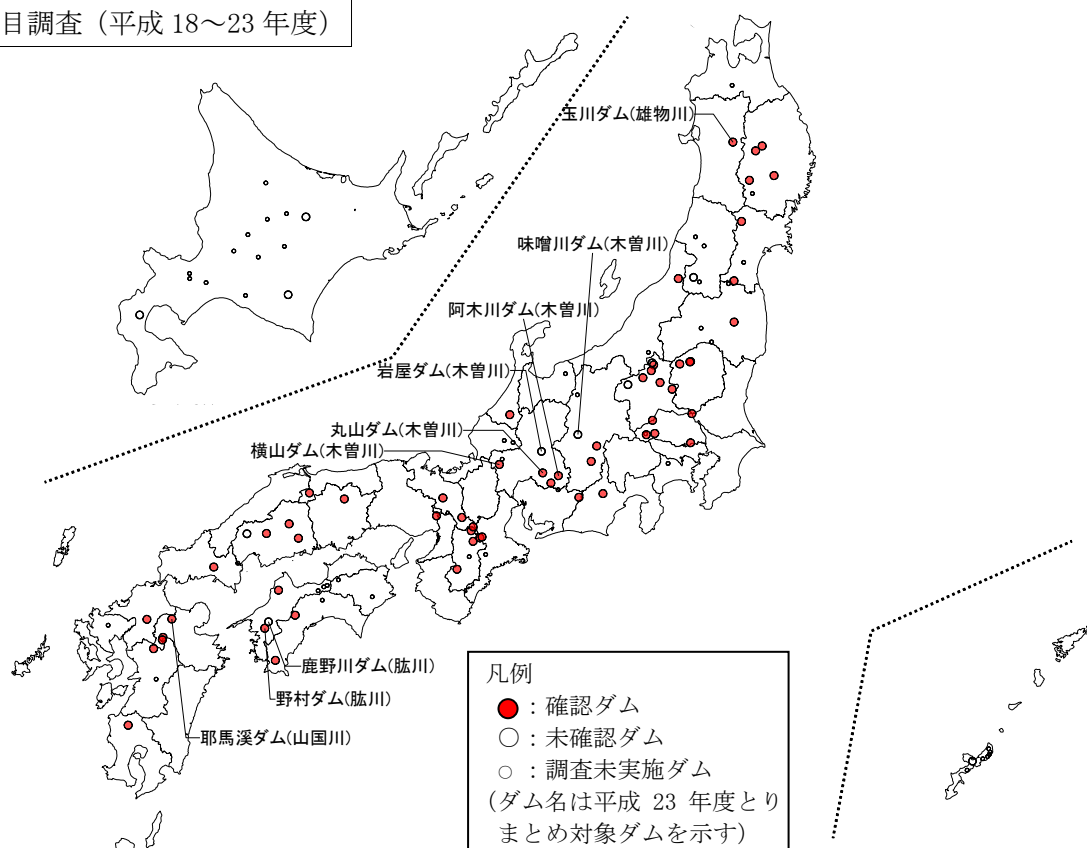 目調査（平成 18～23 年度）
玉川ダム(雄物川)
味噌川ダム(木曽川)
阿木川ダム(木曽川)
岩屋ダム(木曽川)
丸山ダム(木曽川)
横山ダム(木曽川)
鹿野川ダム(肱川)
野村ダム(肱川)
耶馬溪ダム(山国川)
凡例
：確認ダム
：未確認ダム
：調査未実施ダム
(ダム名は平成 23 年度とり
まとめ対象ダムを示す)